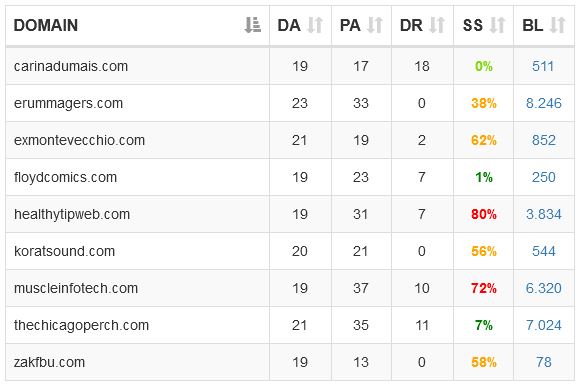 DOMAIN DA PA DR SS BL
carinadumais.com 19 17 18 0% 511
erummagers.com 23 33 0 38% 8.246
exmontevecchio.com 21 19 2 62% 852
floydcomics.com 19 23 7 1% 250
healthytipweb.com 19 31 7 80% 3.834
koratsound.com 20 21 0 56% 544
muscleinfotech.com 19 37 10 72% 6.320
thechicagoperch.com 21 35 11 7% 7.024
zakfbu.com 19 13 0 58% 78